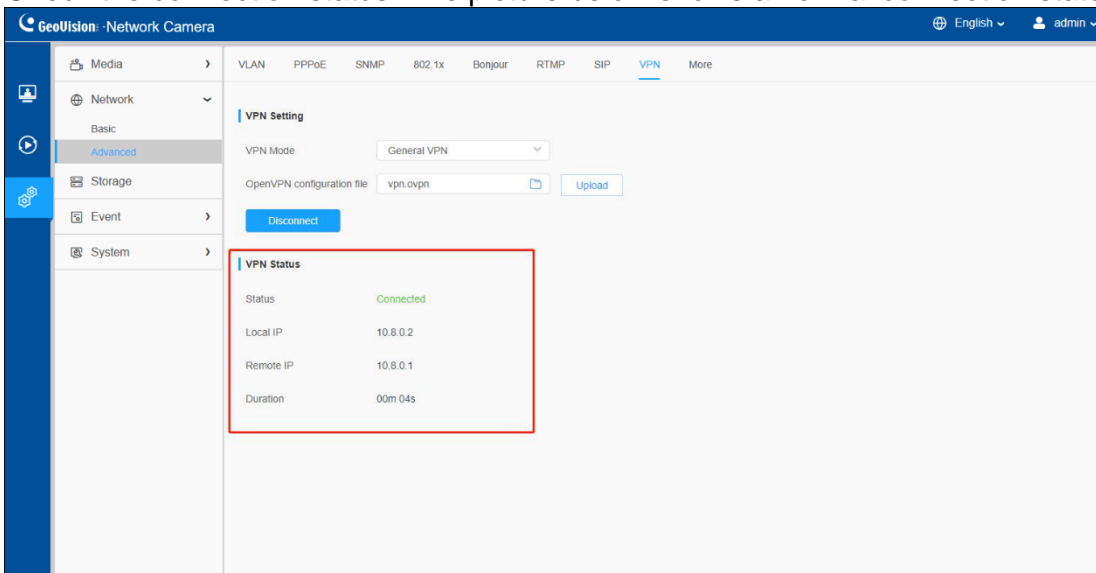 GeoVision: ·Network Camera
English
admin
Media
Network
Basic
Advanced
Storage
Event
System
VLAN PPPoE SNMP 802.1x Bonjour RTMP SIP VPN More
VPN Setting
VPN Mode General VPN
OpenVPN configuration file vpn.ovpn Upload
Disconnect
VPN Status
Status Connected
Local IP 10.8.0.2
Remote IP 10.8.0.1
Duration 00m 04s